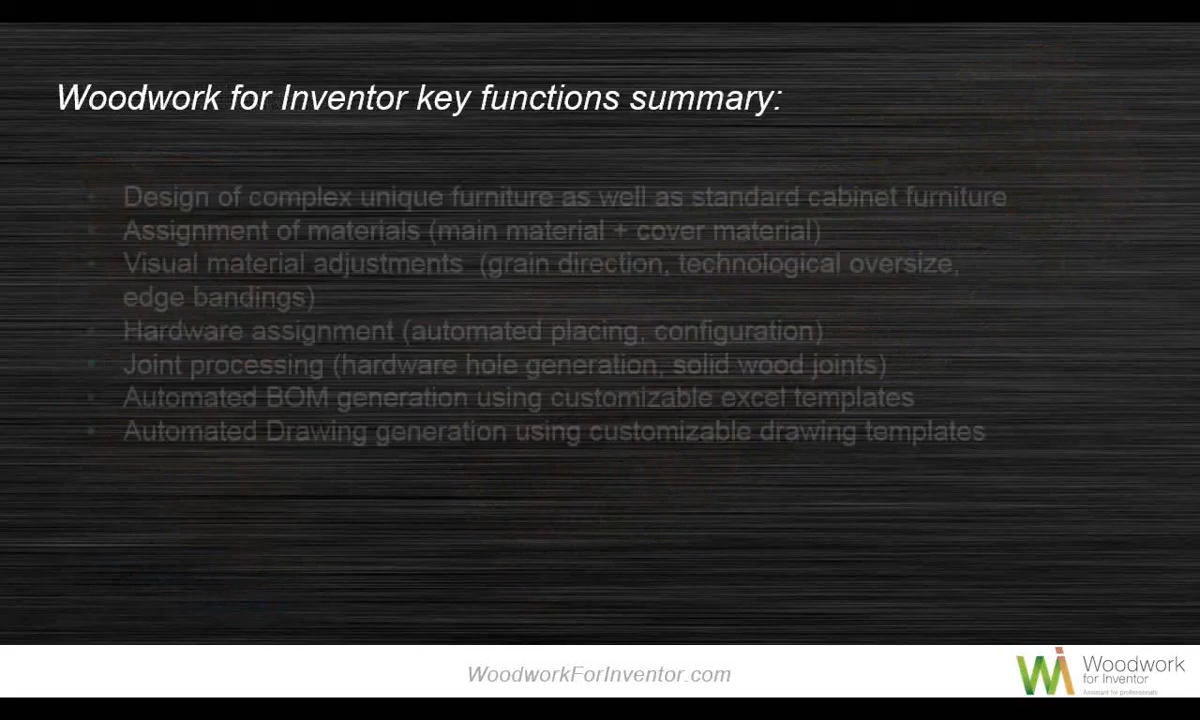 Woodwork for Inventor key functions summary:
• Design of complex unique furniture as well as standard cabinet furniture
• Assignment of materials (main material + cover material)
• Visual material adjustments (grain direction, technological oversize,
edge bandings)
• Hardware assignment (automated placing, configuration)
• Joint processing (hardware hole generation, solid wood joints)
• Automated BOM generation using customizable excel templates
• Automated Drawing generation using customizable drawing templates
WoodworkForInventor.com
Woodwork
for Inventor
Assistant for professionals